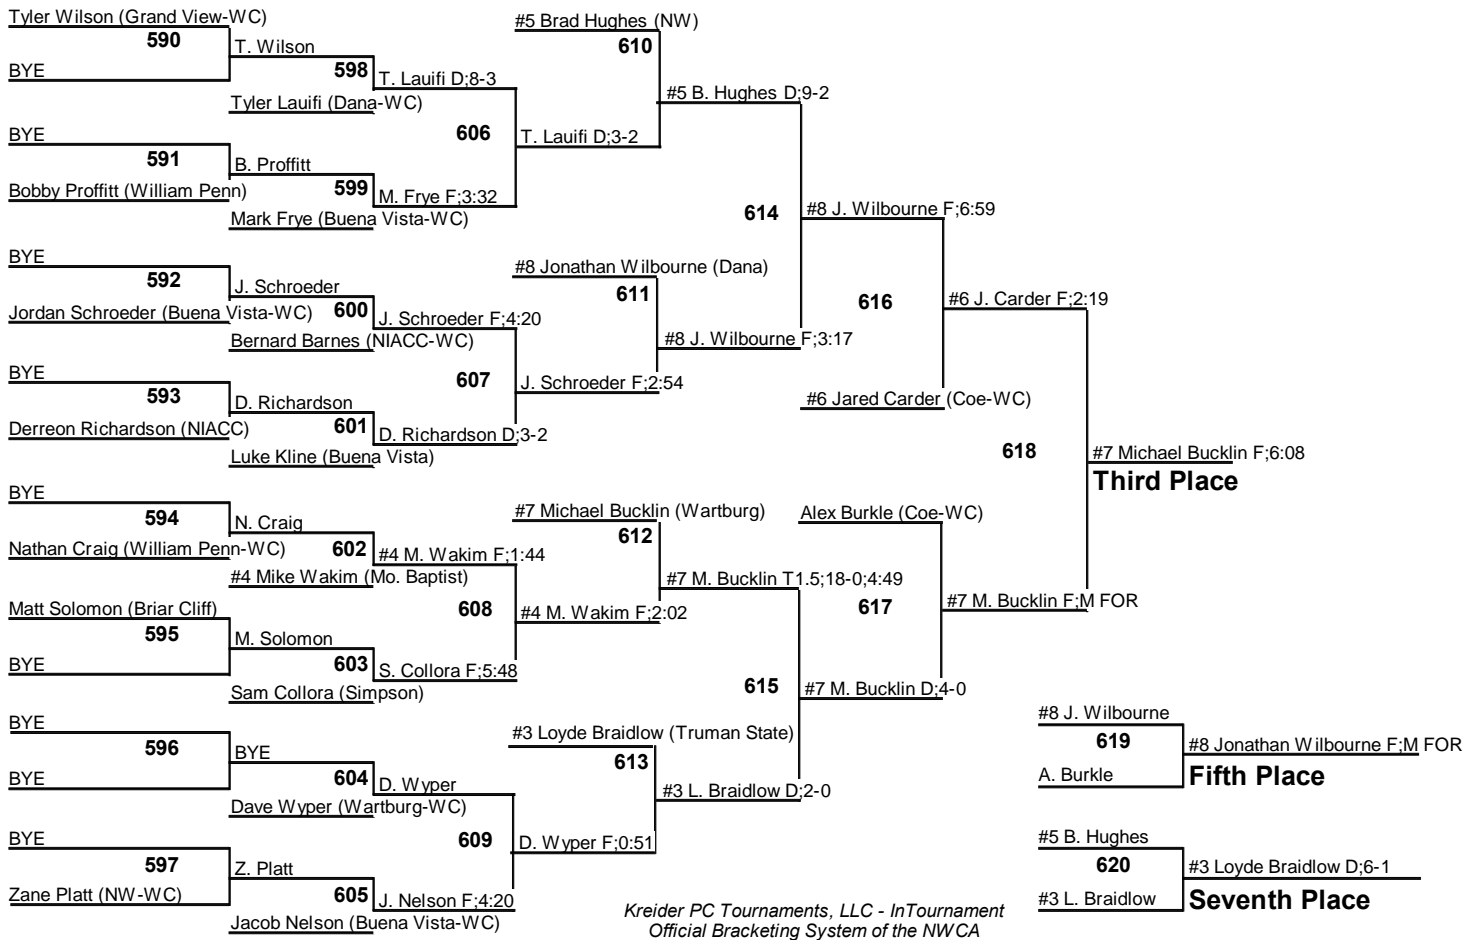 Tyler Wilson (Grand View-WC)
590
BYE
T. Wilson
598
Tyler Lauifi (Dana-WC)
T. Lauifi D;8-3
BYE
591
Bobby Proffitt (William Penn)
B. Proffitt
599
Mark Frye (Buena Vista-WC)
M. Frye F;3:32
606
T. Lauifi D;3-2
#5 Brad Hughes (NW)
610
#5 B. Hughes D;9-2
BYE
592
Jordan Schroeder (Buena Vista-WC)
J. Schroeder
600
Bernard Barnes (NIACC-WC)
J. Schroeder F;4:20
BYE
593
Derreon Richardson (NIACC)
D. Richardson
601
Luke Kline (Buena Vista)
D. Richardson D;3-2
607
J. Schroeder F;2:54
#8 Jonathan Wilbourne (Dana)
611
#8 J. Wilbourne F;3:17
614
#8 J. Wilbourne F;6:59
616
#6 Jared Carder (Coe-WC)
#6 J. Carder F;2:19
BYE
594
Nathan Craig (William Penn-WC)
N. Craig
602
#4 Mike Wakim (Mo. Baptist)
#4 M. Wakim F;1:44
Matt Solomon (Briar Cliff)
595
BYE
M. Solomon
603
Sam Collora (Simpson)
S. Collora F;5:48
608
#4 M. Wakim F;2:02
#7 Michael Bucklin (Wartburg)
612
#7 M. Bucklin T1.5;18-0;4:49
BYE
596
BYE
BYE
604
Dave Wyper (Wartburg-WC)
D. Wyper
BYE
597
Zane Platt (NW-WC)
Z. Platt
605
Jacob Nelson (Buena Vista-WC)
J. Nelson F;4:20
609
D. Wyper F;0:51
#3 Loyde Braidlow (Truman State)
613
#3 L. Braidlow D;2-0
615
#7 M. Bucklin D;4-0
Alex Burkle (Coe-WC)
617
#7 M. Bucklin F;M FOR
618
#7 Michael Bucklin F;6:08
Third Place
#8 J. Wilbourne
619
A. Burkle
#8 Jonathan Wilbourne F;M FOR
Fifth Place
#5 B. Hughes
620
#3 L. Braidlow
#3 Loyde Braidlow D;6-1
Seventh Place
Kreider PC Tournaments, LLC - InTournament
Official Bracketing System of the NWCA